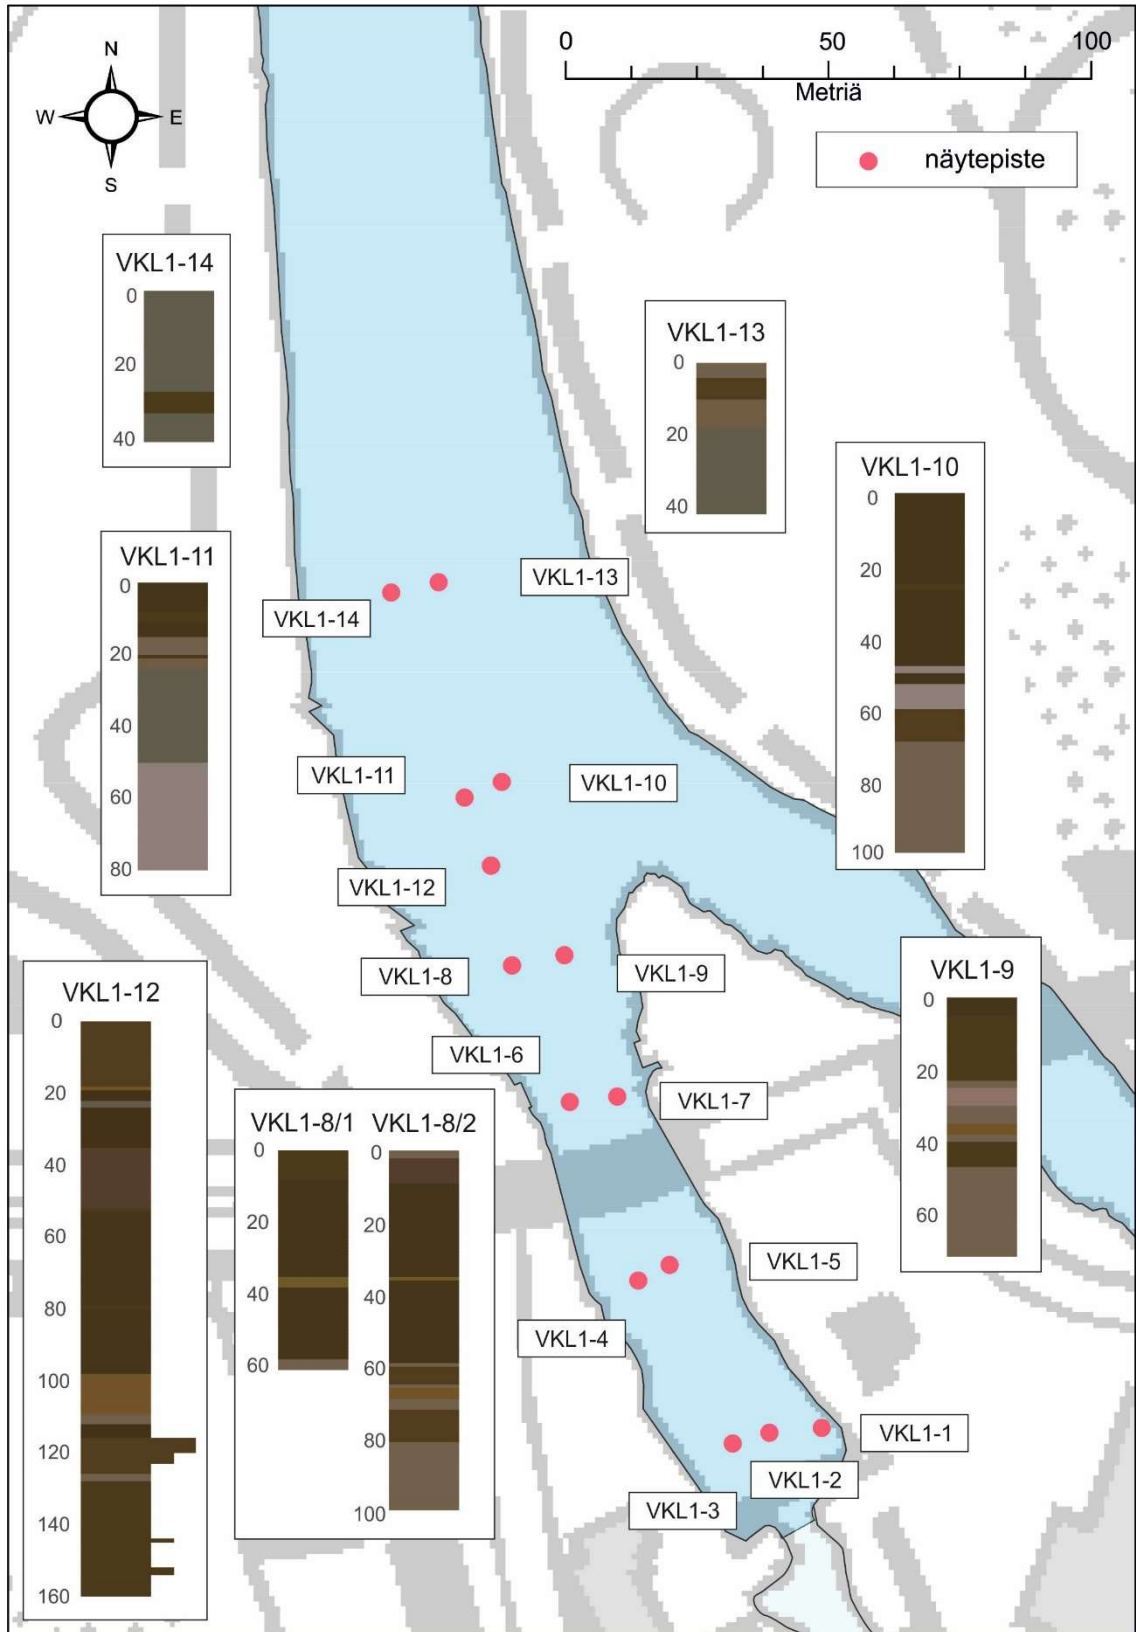 0 50 100
Metriä
N
W E
S
näytepiste
VKL1-14
0
20
40
VKL1-13
0
20
40
VKL1-10
0
20
40
60
80
100
VKL1-11
0
20
40
60
80
VKL1-13
VKL1-14
VKL1-11
VKL1-10
VKL1-12
VKL1-8
VKL1-9
VKL1-12
0
20
40
60
80
100
120
140
160
VKL1-9
0
20
40
60
VKL1-6
VKL1-7
VKL1-8/1 VKL1-8/2
0
20
40
60
0
20
40
60
80
100
VKL1-5
VKL1-4
VKL1-1
VKL1-2
VKL1-3